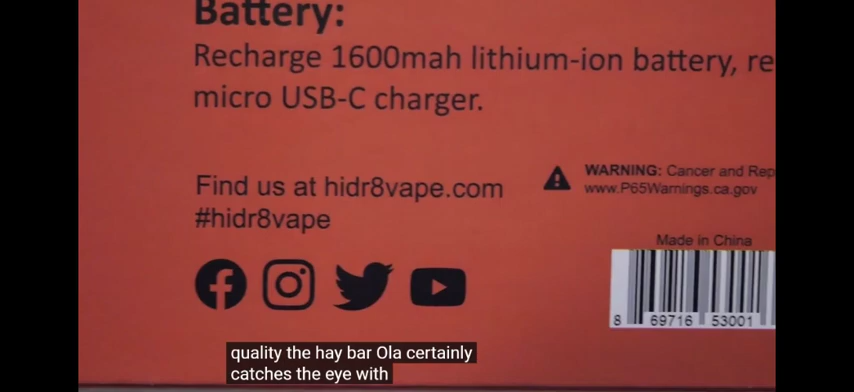 Battery:
Recharge 1600mah lithium-ion battery, re
micro USB-C charger.
WARNING: Cancer and Rep
www.P65Warnings.ca.gov
Find us at hidr8vape.com
#hidr8vape
Made in China
8 69716 53001
quality the hay bar Ola certainly
catches the eye with